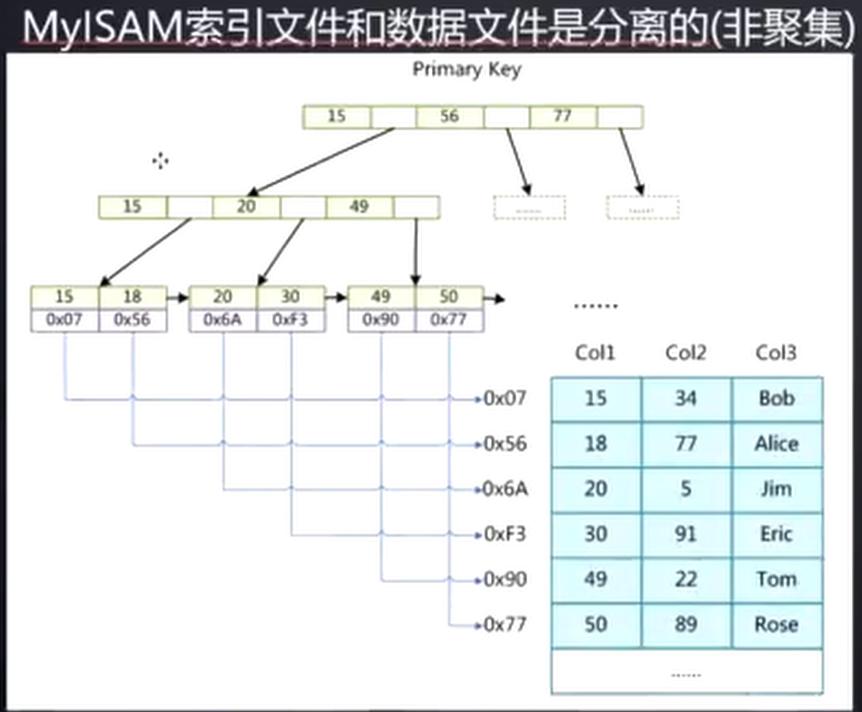 MyISAM索引文件和数据文件是分离的(非聚集)
Primary Key
15 56 77
15 20 49
...... ......
15 18 20 30 49 50
0x07 0x56 0x6A 0xF3 0x90 0x77
......
Col1 Col2 Col3
0x07 15 34 Bob
0x56 18 77 Alice
0x6A 20 5 Jim
0xF3 30 91 Eric
0x90 49 22 Tom
0x77 50 89 Rose
......